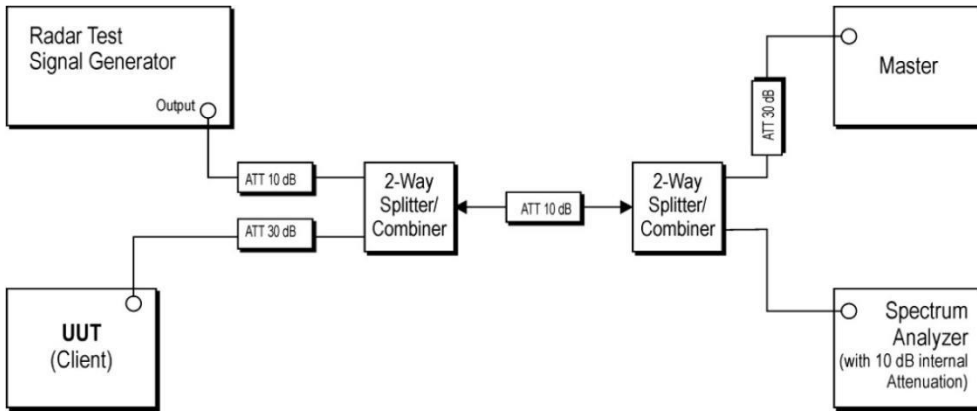 Radar Test
Signal Generator
Output
Master
ATT 30 dB
ATT 10 dB
2-Way
Splitter/
Combiner
ATT 10 dB
2-Way
Splitter/
Combiner
ATT 30 dB
UUT
(Client)
Spectrum
Analyzer
(with 10 dB internal
Attenuation)